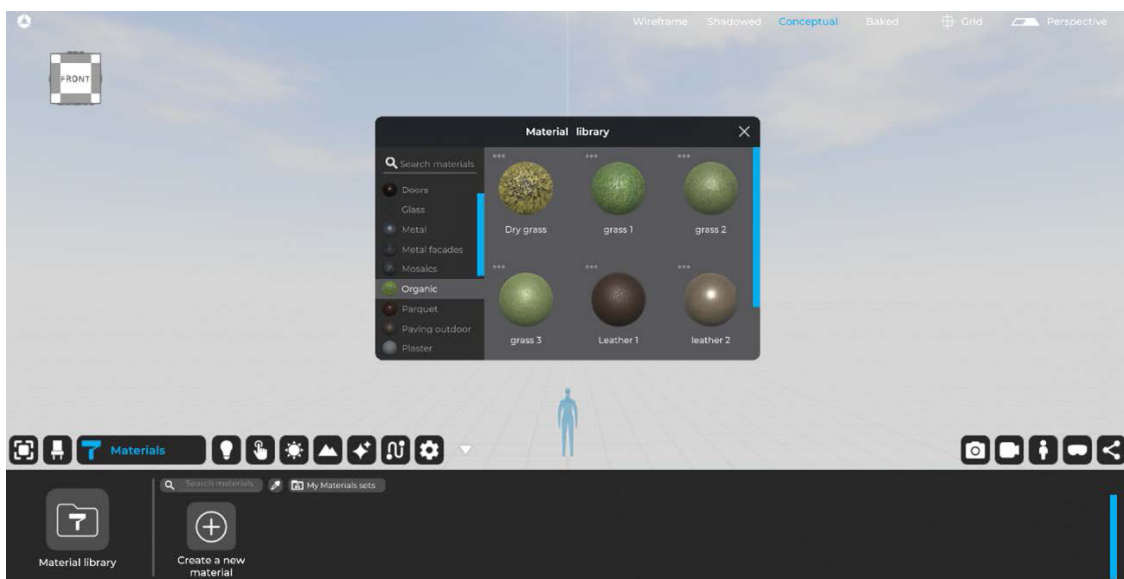 Wireframe Shadowed Conceptual Baked Grid Perspective
FRONT
Material library
Search materials
Doors
Glass
Metal
Metal facades
Mosaics
Organic
Parquet
Paving outdoor
Plaster
Dry grass grass 1 grass 2
grass 3 Leather 1 leather 2
Materials
Search materials My Materials sets
Material library
Create a new
material